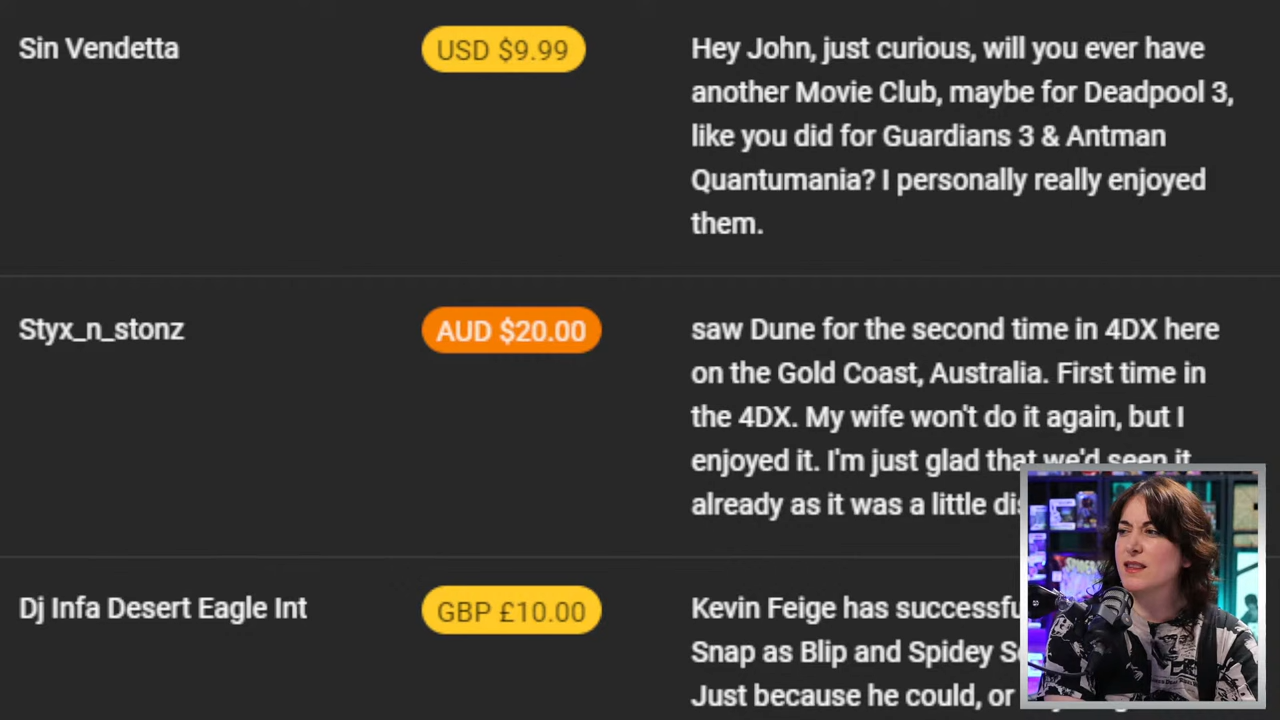 Sin Vendetta
USD $9.99
Hey John, just curious, will you ever have
another Movie Club, maybe for Deadpool 3,
like you did for Guardians 3 & Antman
Quantumania? I personally really enjoyed
them.
Styx_n_stonz
AUD $20.00
saw Dune for the second time in 4DX here
on the Gold Coast, Australia. First time in
the 4DX. My wife won't do it again, but I
enjoyed it. I'm just glad that we'd seen it
already as it was a little
Dj Infa Desert Eagle Int
GBP £10.00
Kevin Feige has
Snap as Blip and Spidey
Just because he could, or